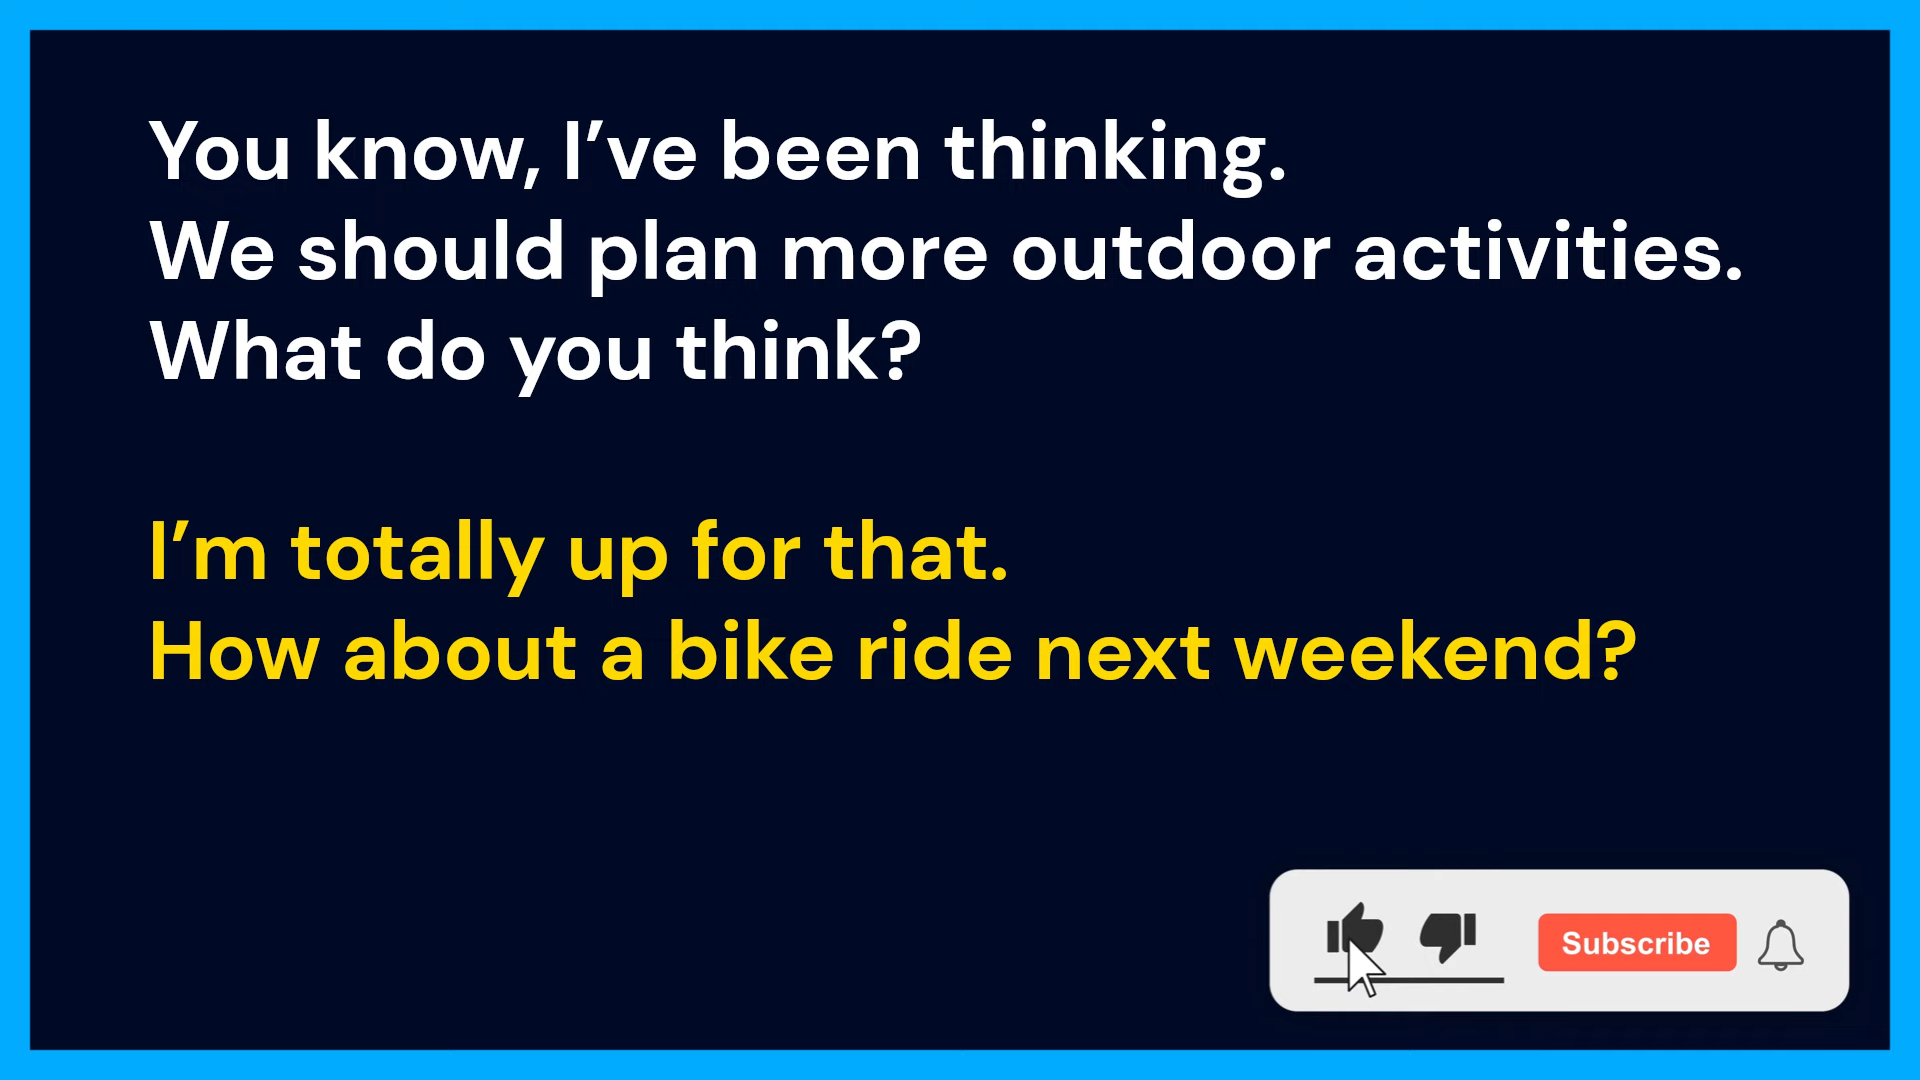 You know, I’ve been thinking.
We should plan more outdoor activities.
What do you think?
I’m totally up for that.
How about a bike ride next weekend?
Subscribe